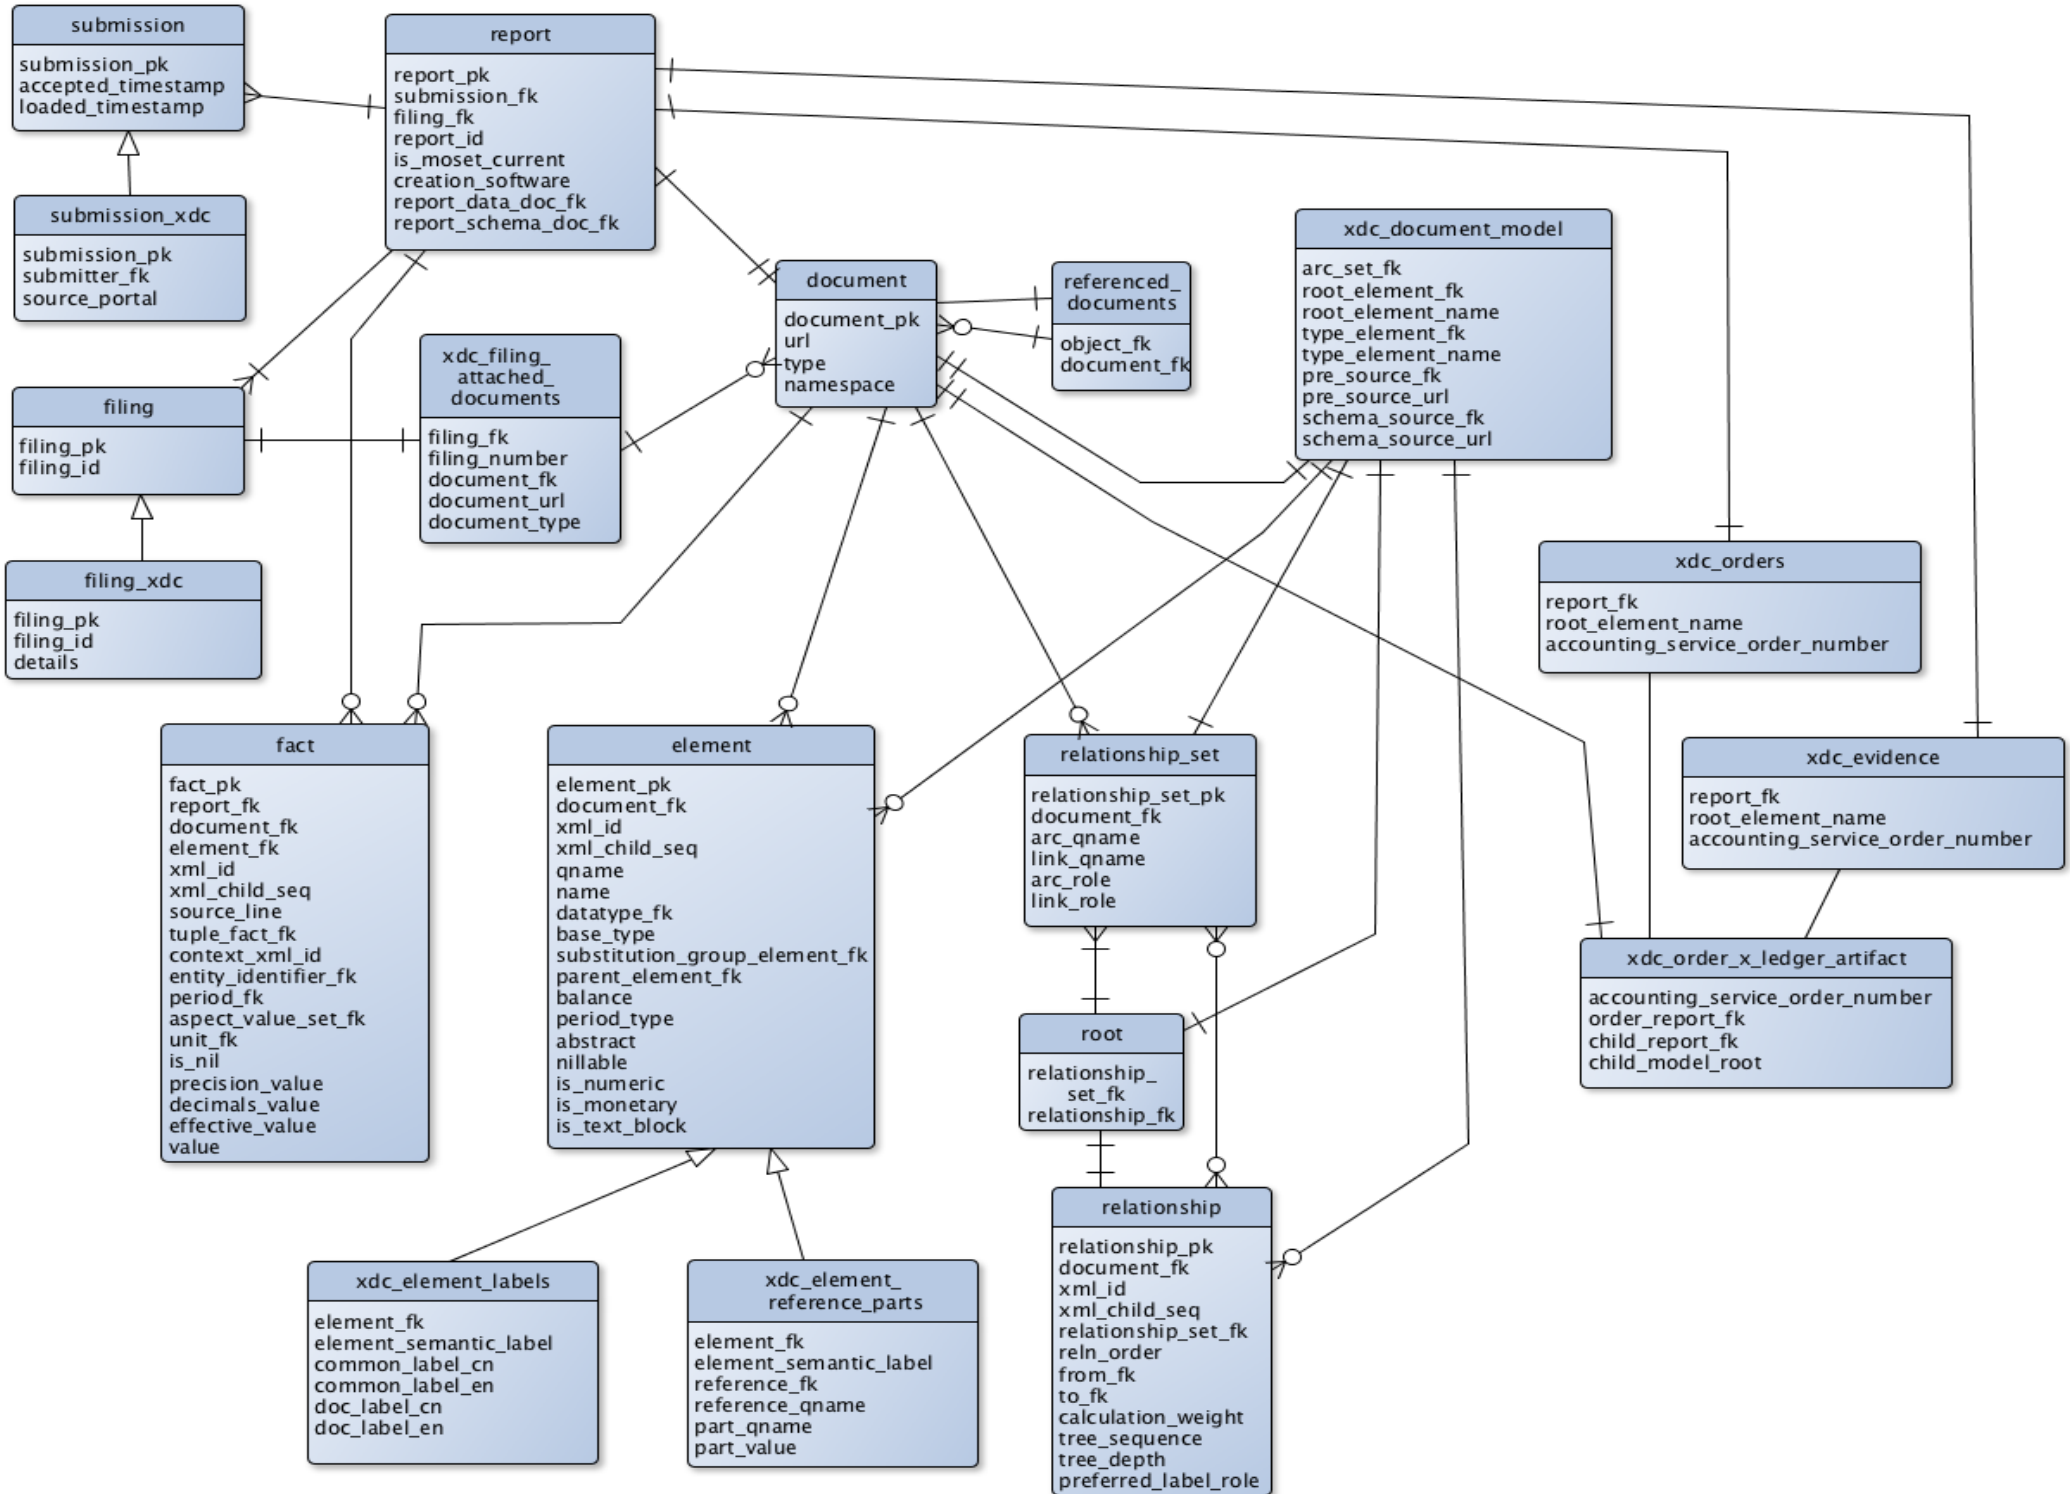 submission
submission_pk
accepted_timestamp
loaded_timestamp
report
report_pk
submission_fk
filing_fk
report_id
is_moset_current
creation_software
report_data_doc_fk
report_schema_doc_fk
submission_xdc
submission_pk
submitter_fk
source_portal
document
document_pk
url
type
namespace
referenced_
documents
object_fk
document_fk
xdc_document_model
arc_set_fk
root_element_fk
root_element_name
type_element_fk
type_element_name
pre_source_fk
pre_source_url
schema_source_fk
schema_source_url
xdc_filing_
attached_
documents
filing_fk
filing_number
document_fk
document_url
document_type
filing
filing_pk
filing_id
filing_xdc
filing_pk
filing_id
details
xdc_orders
report_fk
root_element_name
accounting_service_order_number
xdc_evidence
report_fk
root_element_name
accounting_service_order_number
fact
fact_pk
report_fk
document_fk
element_fk
xml_id
xml_child_seq
source_line
tuple_fact_fk
context_xml_id
entity_identifier_fk
period_fk
aspect_value_set_fk
unit_fk
is_nil
precision_value
decimals_value
effective_value
value
element
element_pk
document_fk
xml_id
xml_child_seq
qname
name
datatype_fk
base_type
substitution_group_element_fk
parent_element_fk
balance
period_type
abstract
nillable
is_numeric
is_monetary
is_text_block
relationship_set
relationship_set_pk
document_fk
arc_qname
link_qname
arc_role
link_role
xdc_order_x_ledger_artifact
accounting_service_order_number
order_report_fk
child_report_fk
child_model_root
root
relationship_
set_fk
relationship_fk
relationship
relationship_pk
document_fk
xml_id
xml_child_seq
relationship_set_fk
reln_order
from_fk
to_fk
calculation_weight
tree_sequence
tree_depth
preferred_label_role
xdc_element_labels
element_fk
element_semantic_label
common_label_cn
common_label_en
doc_label_cn
doc_label_en
xdc_element_
reference_parts
element_fk
element_semantic_label
reference_fk
reference_qname
part_qname
part_value